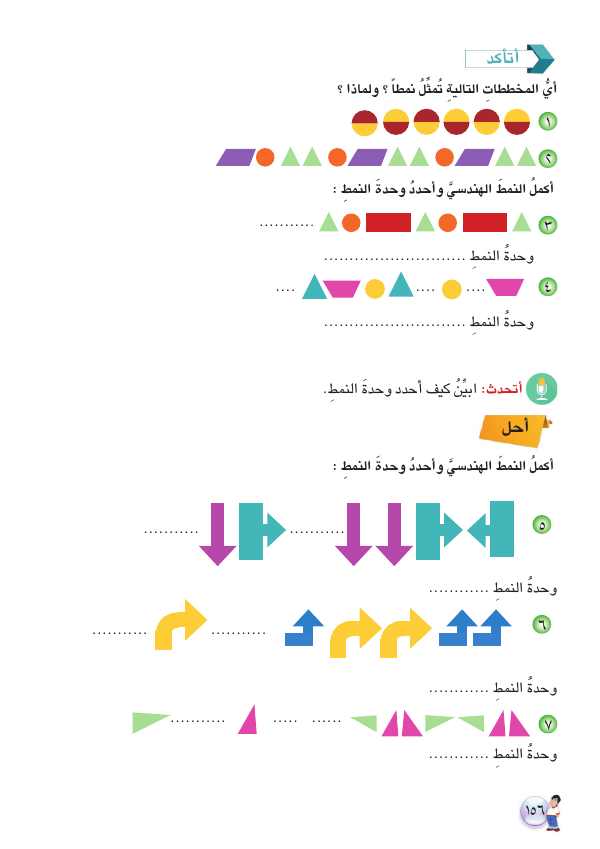 أتأكد
أيُّ المخططاتِ التاليةِ تُمثِّلُ نمطاً ؟ ولماذا ؟
١
٢
أكملُ النمطَ الهندسيَّ وأحددُ وحدةَ النمطِ :
٣ ...........
وحدةُ النمطِ ............................
٤ .... .... ....
وحدةُ النمطِ ............................
أتحدث: ابيِّنُ كيف أحدد وحدةَ النمطِ.
أحل
أكملُ النمطَ الهندسيَّ وأحددُ وحدةَ النمطِ :
٥ ........... ...........
وحدةُ النمطِ ............
٦ ........... ...........
وحدةُ النمطِ ............
٧ ...... ..... ...........
وحدةُ النمطِ ............
١٥٦